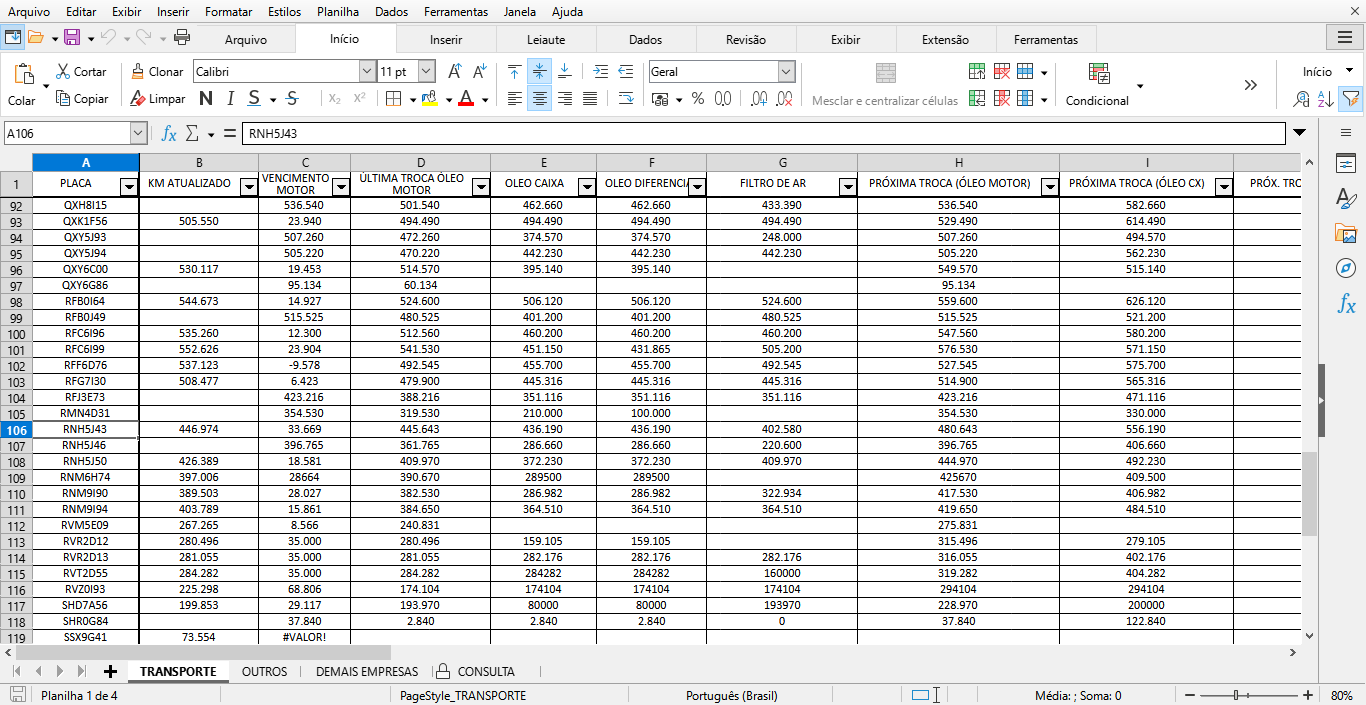 Arquivo Editar Exibir Inserir Formatar Estilos Planilha Dados Ferramentas Janela Ajuda
Arquivo Início Inserir Leiaute Dados Revisão Exibir Extensão Ferramentas
Colar Cortar Copiar Clonar Limpar Calibri 11 pt Geral Mesclar e centralizar células Condicional Início
N I S S X₂ X² A % 0,0 ,00 ,00
A106 fx Σ = RNH5J43
A B C D E F G H I
1 PLACA KM ATUALIZADO VENCIMENTO MOTOR ÚLTIMA TROCA ÓLEO MOTOR OLEO CAIXA OLEO DIFERENCIA FILTRO DE AR PRÓXIMA TROCA (ÓLEO MOTOR) PRÓXIMA TROCA (ÓLEO CX) PRÓX. TRO
92 QXH8I15 536.540 501.540 462.660 462.660 433.390 536.540 582.660
93 QXK1F56 505.550 23.940 494.490 494.490 494.490 494.490 529.490 614.490
94 QXY5J93 507.260 472.260 374.570 374.570 248.000 507.260 494.570
95 QXY5J94 505.220 470.220 442.230 442.230 442.230 505.220 562.230
96 QXY6C00 530.117 19.453 514.570 395.140 395.140 549.570 515.140
97 QXY6G86 95.134 60.134 95.134
98 RFB0I64 544.673 14.927 524.600 506.120 506.120 524.600 559.600 626.120
99 RFB0J49 515.525 480.525 401.200 401.200 480.525 515.525 521.200
100 RFC6I96 535.260 12.300 512.560 460.200 460.200 460.200 547.560 580.200
101 RFC6I99 552.626 23.904 541.530 451.150 431.865 505.200 576.530 571.150
102 RFF6D76 537.123 -9.578 492.545 455.700 455.700 492.545 527.545 575.700
103 RFG7I30 508.477 6.423 479.900 445.316 445.316 445.316 514.900 565.316
104 RFJ3E73 423.216 388.216 351.116 351.116 351.116 423.216 471.116
105 RMN4D31 354.530 319.530 210.000 100.000 354.530 330.000
106 RNH5J43 446.974 33.669 445.643 436.190 436.190 402.580 480.643 556.190
107 RNH5J46 396.765 361.765 286.660 286.660 220.600 396.765 406.660
108 RNH5J50 426.389 18.581 409.970 372.230 372.230 409.970 444.970 492.230
109 RNM6H74 397.006 28664 390.670 289500 289500 425670 409.500
110 RNM9I90 389.503 28.027 382.530 286.982 286.982 322.934 417.530 406.982
111 RNM9I94 403.789 15.861 384.650 364.510 364.510 364.510 419.650 484.510
112 RVM5E09 267.265 8.566 240.831 275.831
113 RVR2D12 280.496 35.000 280.496 159.105 159.105 315.496 279.105
114 RVR2D13 281.055 35.000 281.055 282.176 282.176 282.176 316.055 402.176
115 RVT2D55 284.282 35.000 284.282 284282 284282 160000 319.282 404.282
116 RVZ0I93 225.298 68.806 174.104 174104 174104 174104 294104 294104
117 SHD7A56 199.853 29.117 193.970 80000 80000 193970 228.970 200000
118 SHR0G84 37.840 2.840 2.840 2.840 0 37.840 122.840
119 SSX9G41 73.554 #VALOR!
TRANSPORTE OUTROS DEMAIS EMPRESAS CONSULTA
Planilha 1 de 4 PageStyle_TRANSPORTE Português (Brasil) Média: ; Soma: 0 80%